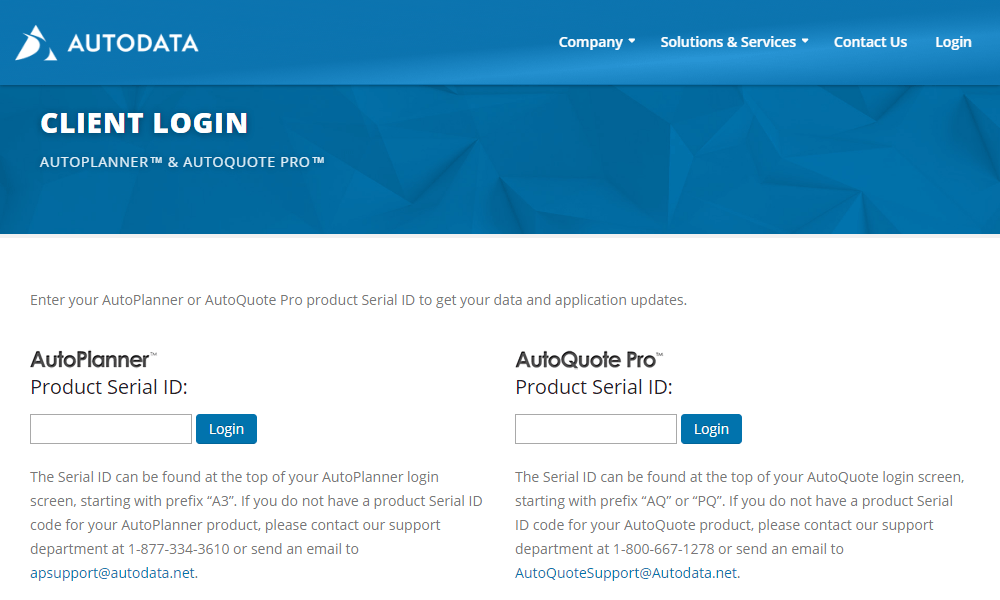 AUTODATA
Company
Solutions & Services
Contact Us
Login
CLIENT LOGIN
AUTOPLANNER™ & AUTOQUOTE PRO™
Enter your AutoPlanner or AutoQuote Pro product Serial ID to get your data and application updates.
AutoPlanner™
Product Serial ID:
Login
The Serial ID can be found at the top of your AutoPlanner login
screen, starting with prefix “A3”. If you do not have a product Serial ID
code for your AutoPlanner product, please contact our support
department at 1-877-334-3610 or send an email to
apsupport@autodata.net.
AutoQuote Pro™
Product Serial ID:
Login
The Serial ID can be found at the top of your AutoQuote login screen,
starting with prefix “AQ” or “PQ”. If you do not have a product Serial
ID code for your AutoQuote product, please contact our support
department at 1-800-667-1278 or send an email to
AutoQuoteSupport@Autodata.net.